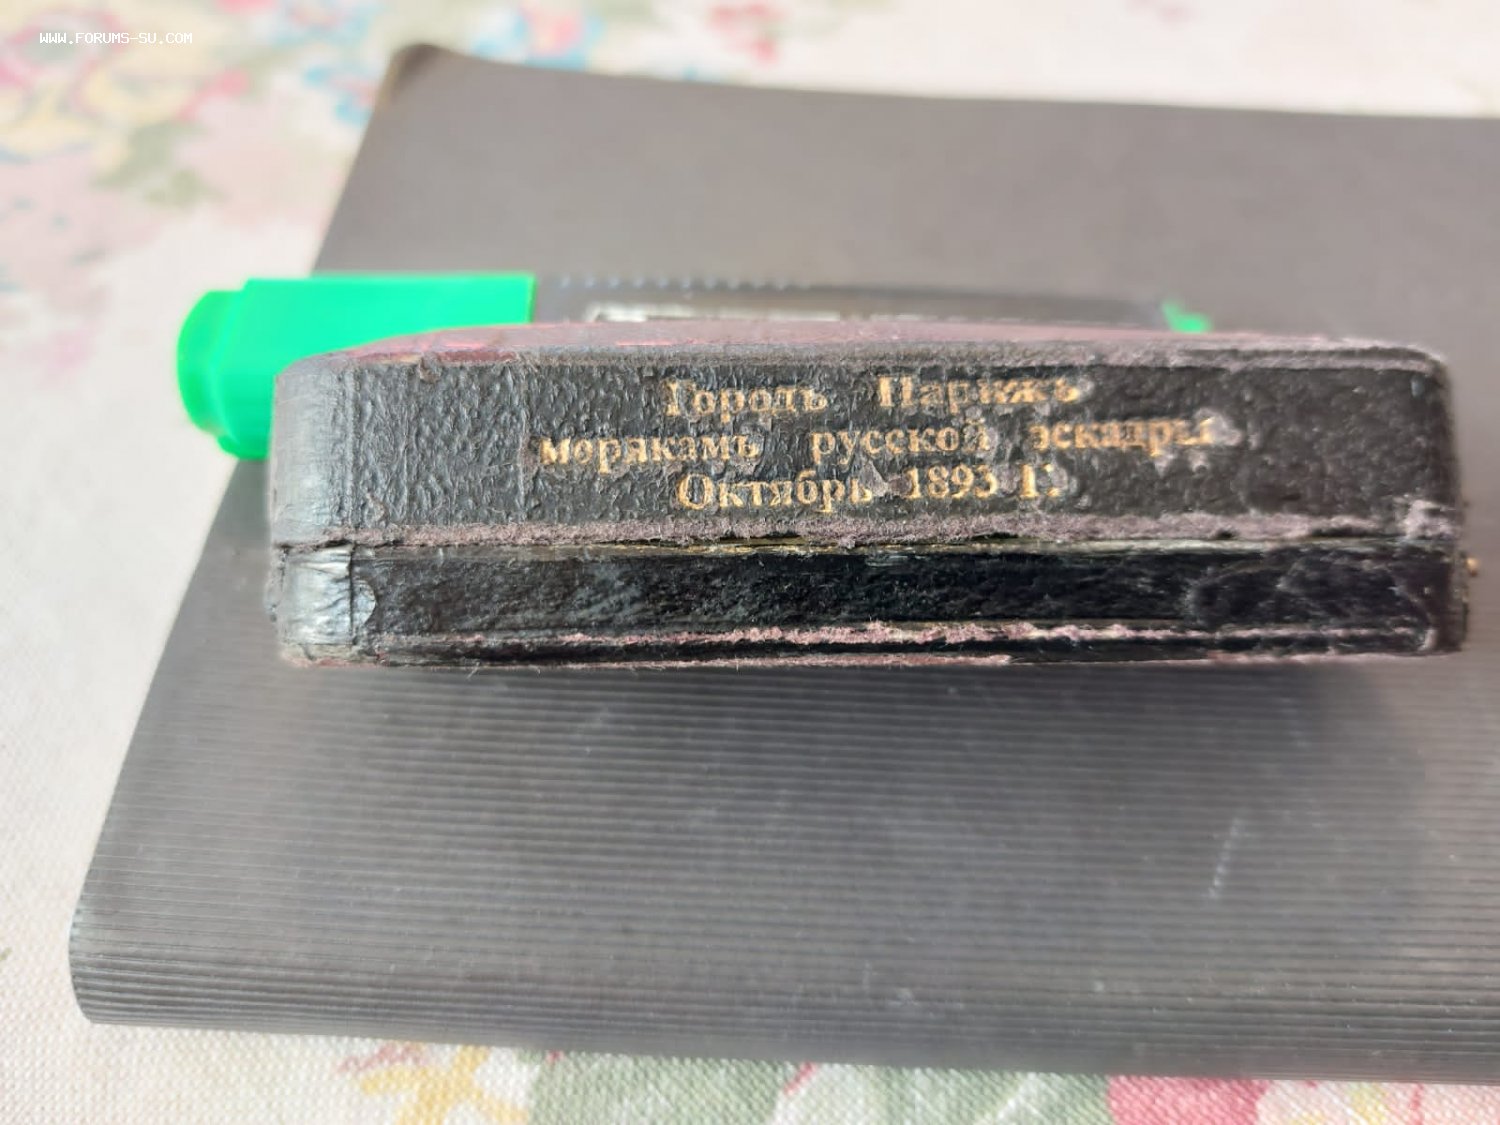 WWW.FORUMS-SU.COM
Городъ Парижъ
морякамъ русской эскадры
Октябрь 1893 г.